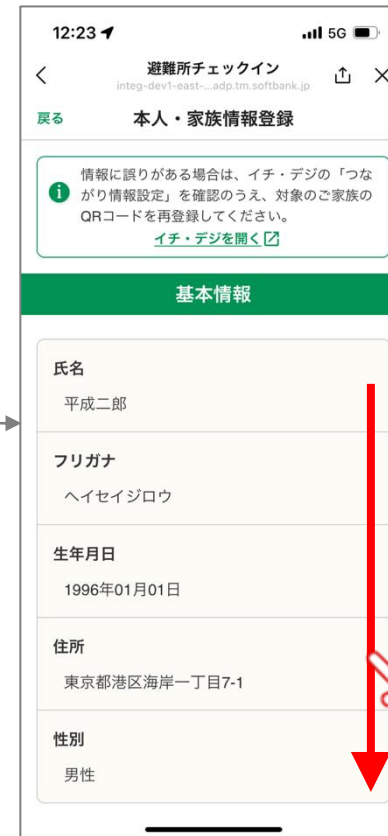 12:23 5G
避難所チェックイン
integ-dev1-east-...adp.tm.softbank.jp
戻る 本人・家族情報登録
情報に誤りがある場合は、イチ・デジの「つな
がり情報設定」を確認のうえ、対象のご家族の
QRコードを再登録してください。
イチ・デジを開く
基本情報
氏名
平成二郎
フリガナ
ヘイセイジロウ
生年月日
1996年01月01日
住所
東京都港区海岸一丁目7-1
性別
男性